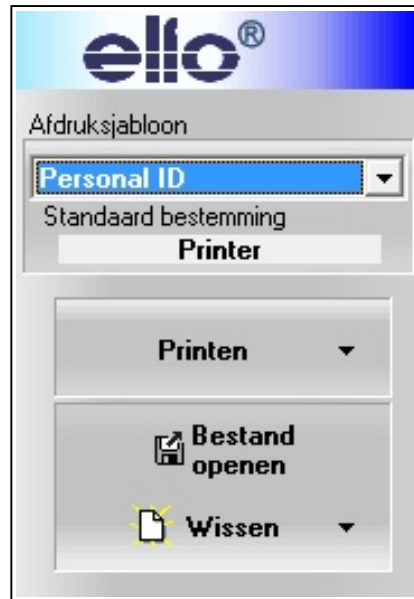 elfo®
Afdruksjabloon
Personal ID
Standaard bestemming
Printer
Printen
Bestand
openen
Wissen